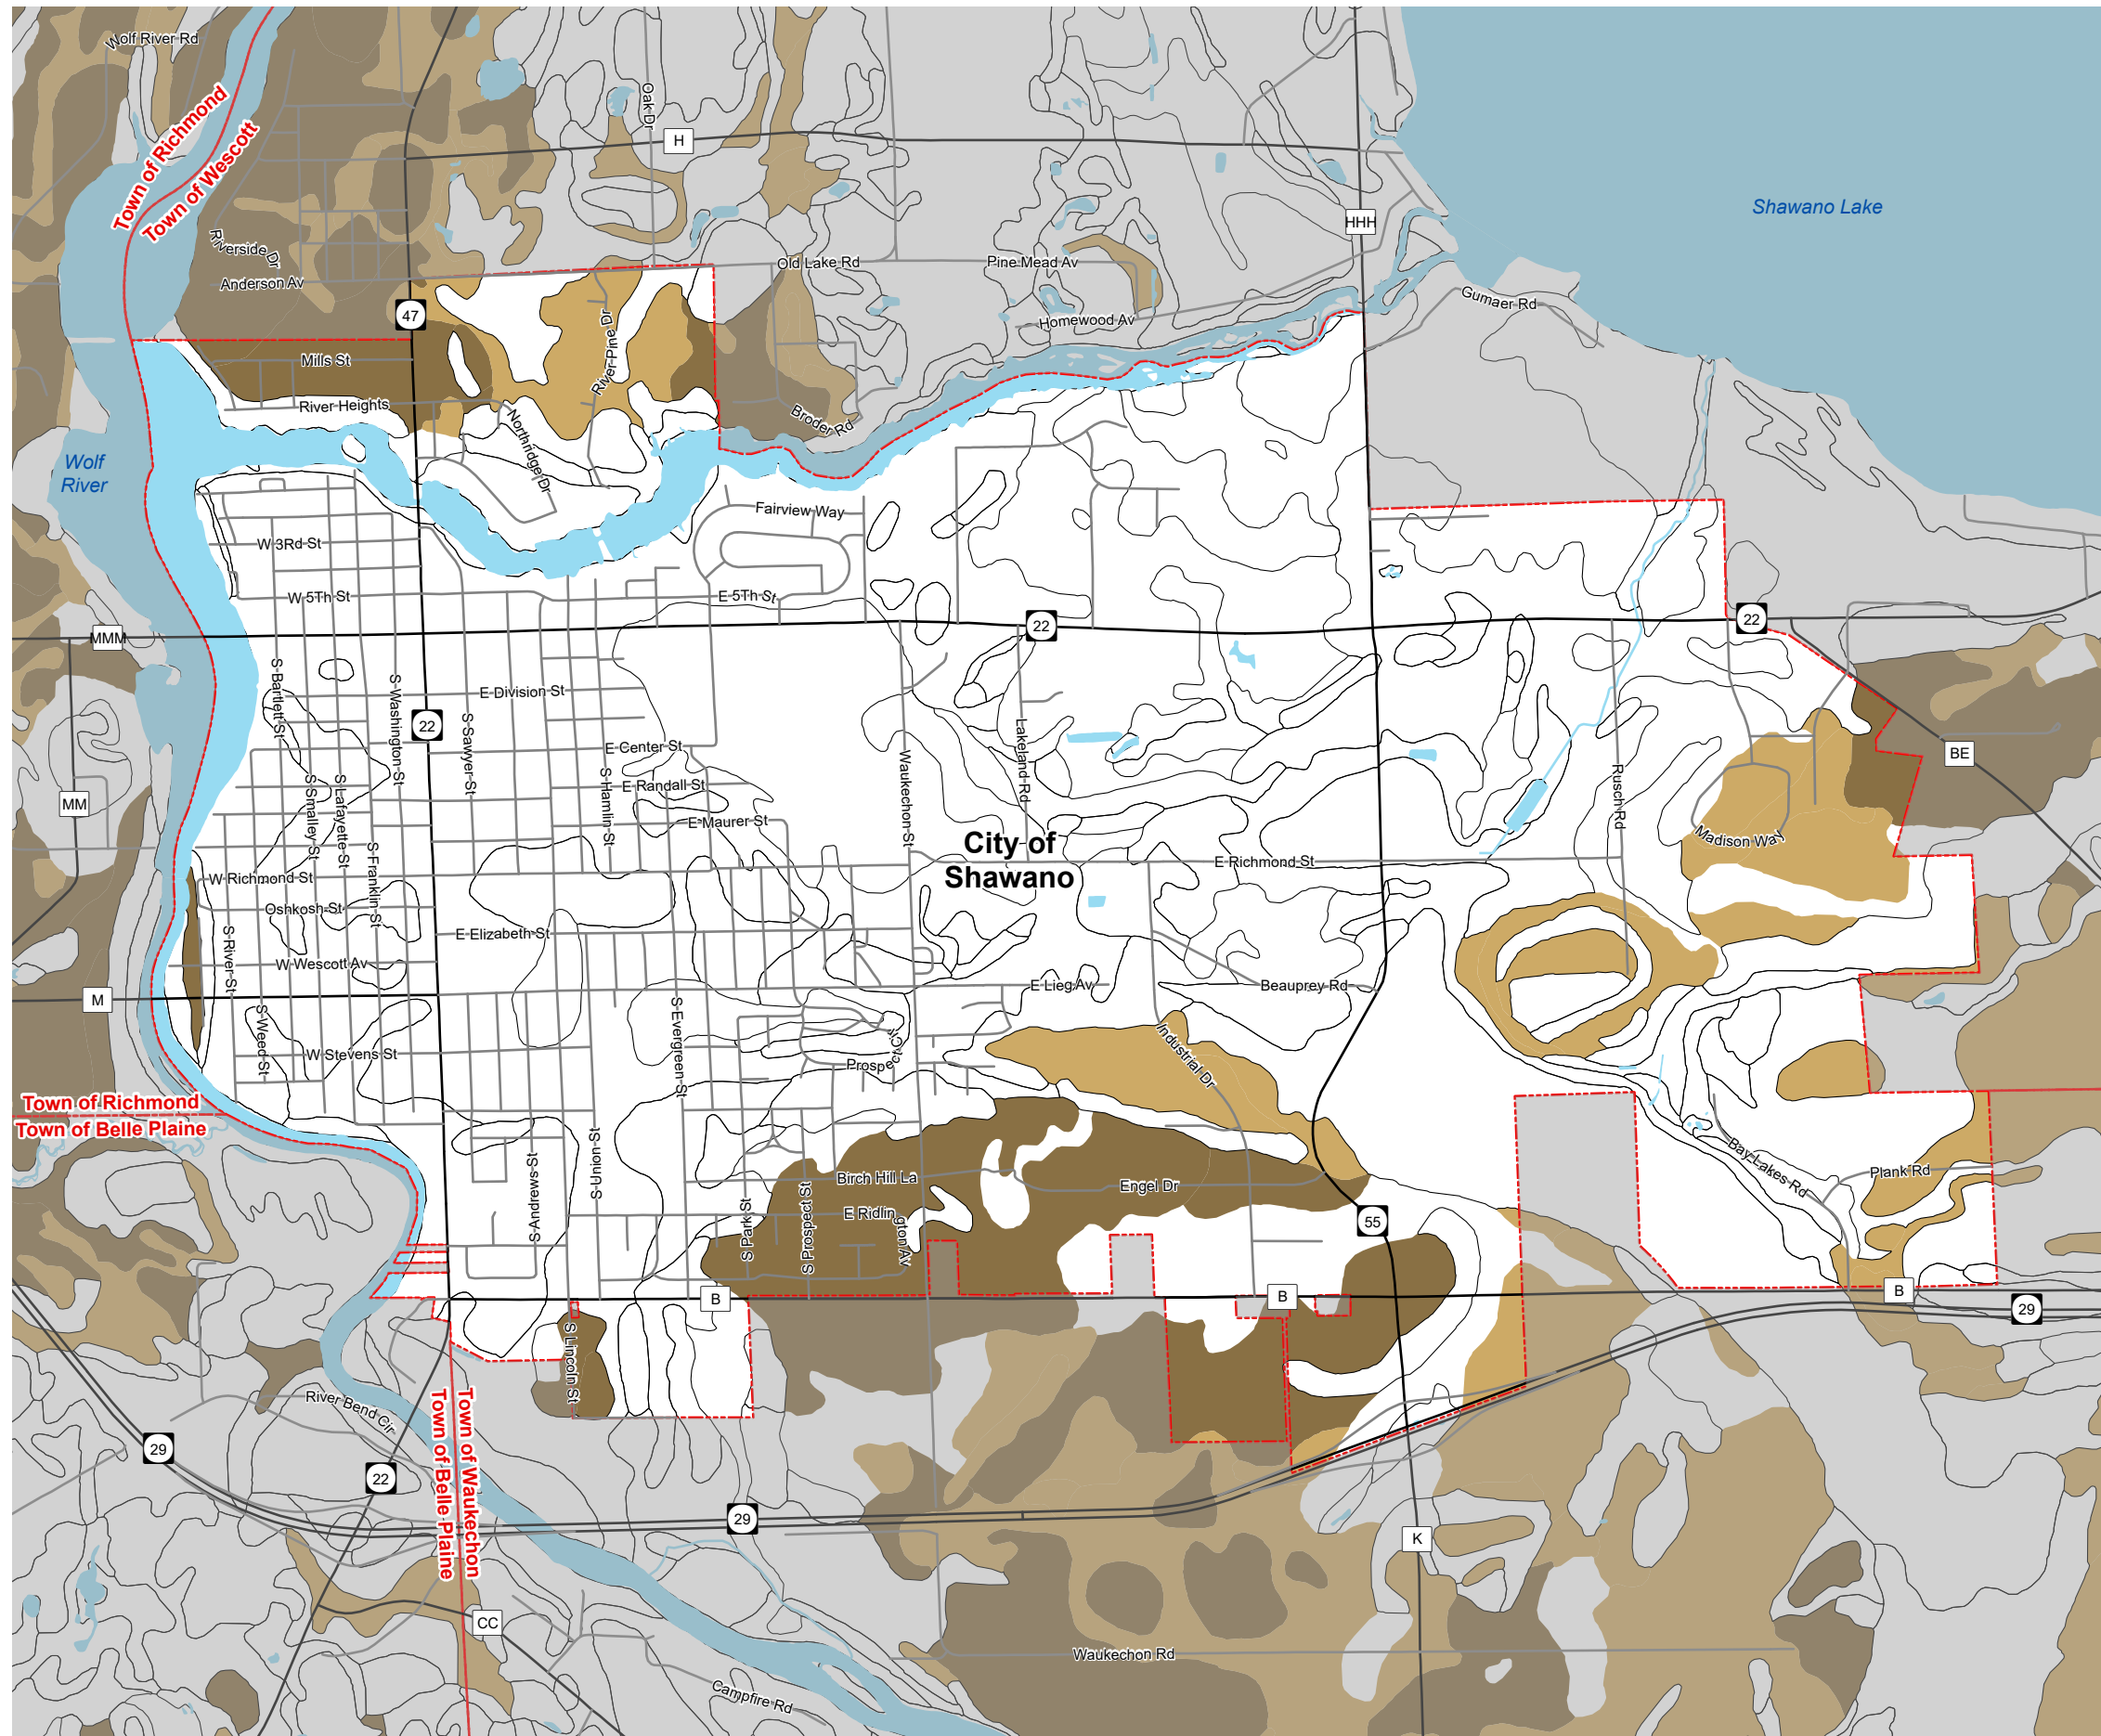 Wolf River Rd
Oak Dr
Town of Richmond
Town of Wescott
H
HHH
Shawano Lake
Riverside Dr
Anderson Av
Old Lake Rd
Pine Mead Av
Gumaer Rd
47
Homewood Av
Mills St
River Pine Dr
River Heights
Northridge Dr
Broder Rd
Wolf
River
Fairview Way
W 3Rd St
W 5Th St
E 5Th St
MMM
22
22
S Bartlett St
S Washington St
22
S Sawyer St
E Division St
E Center St
S Hamlin St
E Randall St
E Maurer St
Waukechon St
Lakeland Rd
Rusch Rd
BE
MM
S Smalley St
S Lafayette St
S Franklin St
Madison Way
City of
Shawano
E Richmond St
W Richmond St
Oshkosh St
E Elizabeth St
S River St
W Wescott Av
M
E Lieg Av
Beauprey Rd
S Weed St
S Evergreen St
W Stevens St
Prospect Ci
Industrial Dr
Town of Richmond
Town of Belle Plaine
Bay Lakes Rd
Plank Rd
S Andrews St
S Union St
S Park St
S Prospect St
Birch Hill La
Engel Dr
E Ridlington Av
55
B
B
B
29
S Lincoln St
River Bend Cir
Town of Waukechon
Town of Belle Plaine
29
22
29
K
CC
Waukechon Rd
Campfire Rd